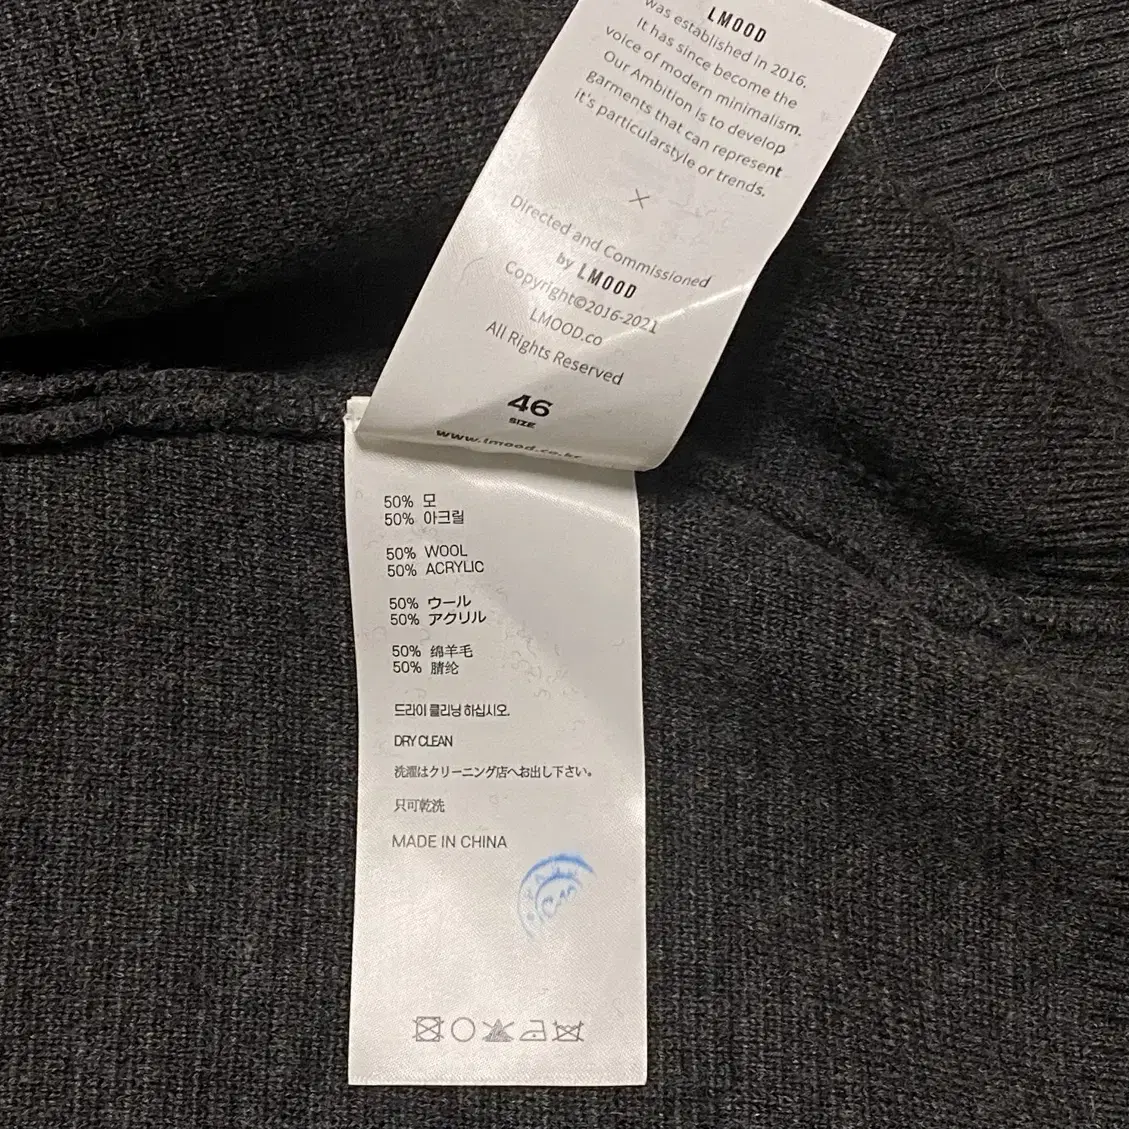 LMOOD
was established in 2016.
It has since become the
voice of modern minimalism.
Our Ambition is to develop
garments that can represent
it's particularstyle or trends.
Directed and Commissioned
by LMOOD
Copyright©2016-2021
LMOOD.co
All Rights Reserved
46
SIZE
www.lmood.co.kr
50% 모
50% 아크릴
50% WOOL
50% ACRYLIC
50% ウール
50% アクリル
50% 绵羊毛
50% 腈纶
드라이 클리닝 하십시오.
DRY CLEAN
洗濯はクリーニング店へお出し下さい。
只可乾洗
MADE IN CHINA